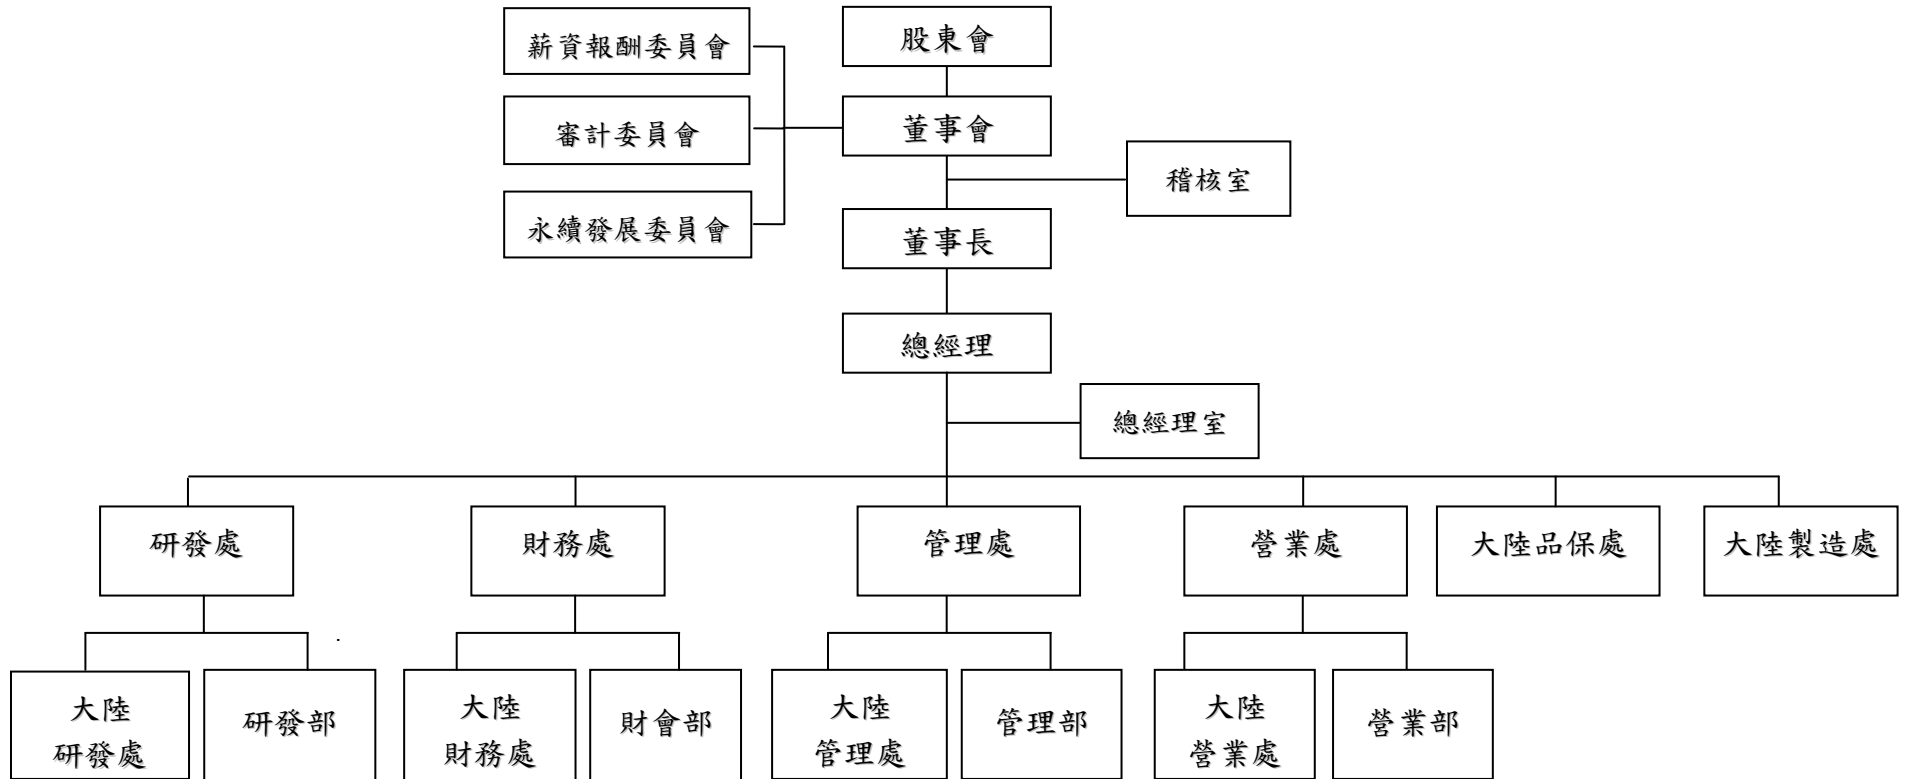 薪資報酬委員會
股東會
審計委員會
董事會
稽核室
永續發展委員會
董事長
總經理
總經理室
研發處
財務處
管理處
營業處
大陸品保處
大陸製造處
大陸
研發處
研發部
大陸
財務處
財會部
大陸
管理處
管理部
大陸
營業處
營業部